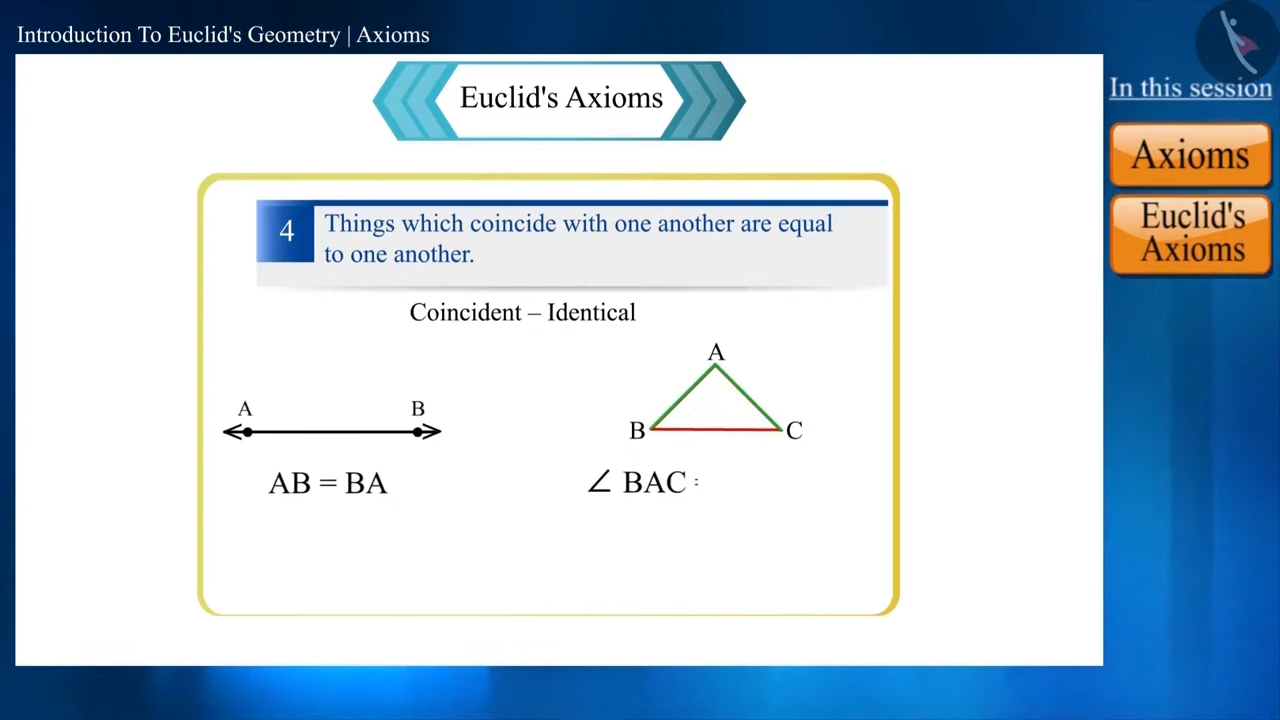 Introduction To Euclid's Geometry | Axioms
Euclid's Axioms
In this session
Axioms
Euclid's
Axioms
4
Things which coincide with one another are equal
to one another.
Coincident – Identical
A
B
AB = BA
A
B
C
∠ BAC